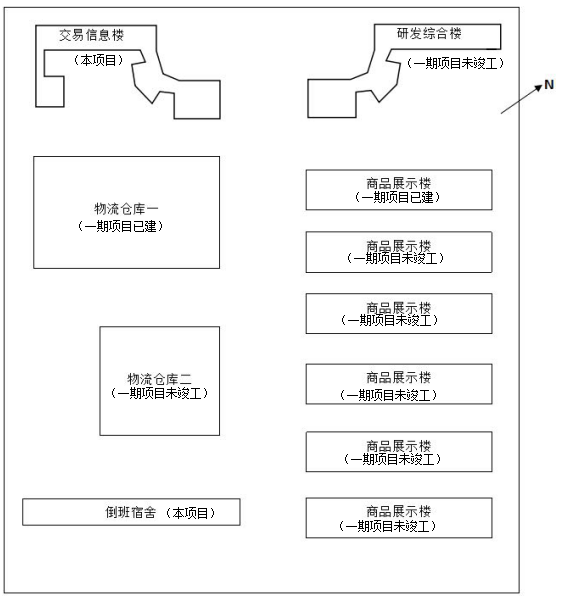 交易信息楼
（本项目）
研发综合楼
（一期项目未竣工）
N
物流仓库一
（一期项目已建）
商品展示楼
（一期项目已建）
商品展示楼
（一期项目未竣工）
商品展示楼
（一期项目未竣工）
物流仓库二
（一期项目未竣工）
商品展示楼
（一期项目未竣工）
商品展示楼
（一期项目未竣工）
倒班宿舍（本项目）
商品展示楼
（一期项目未竣工）